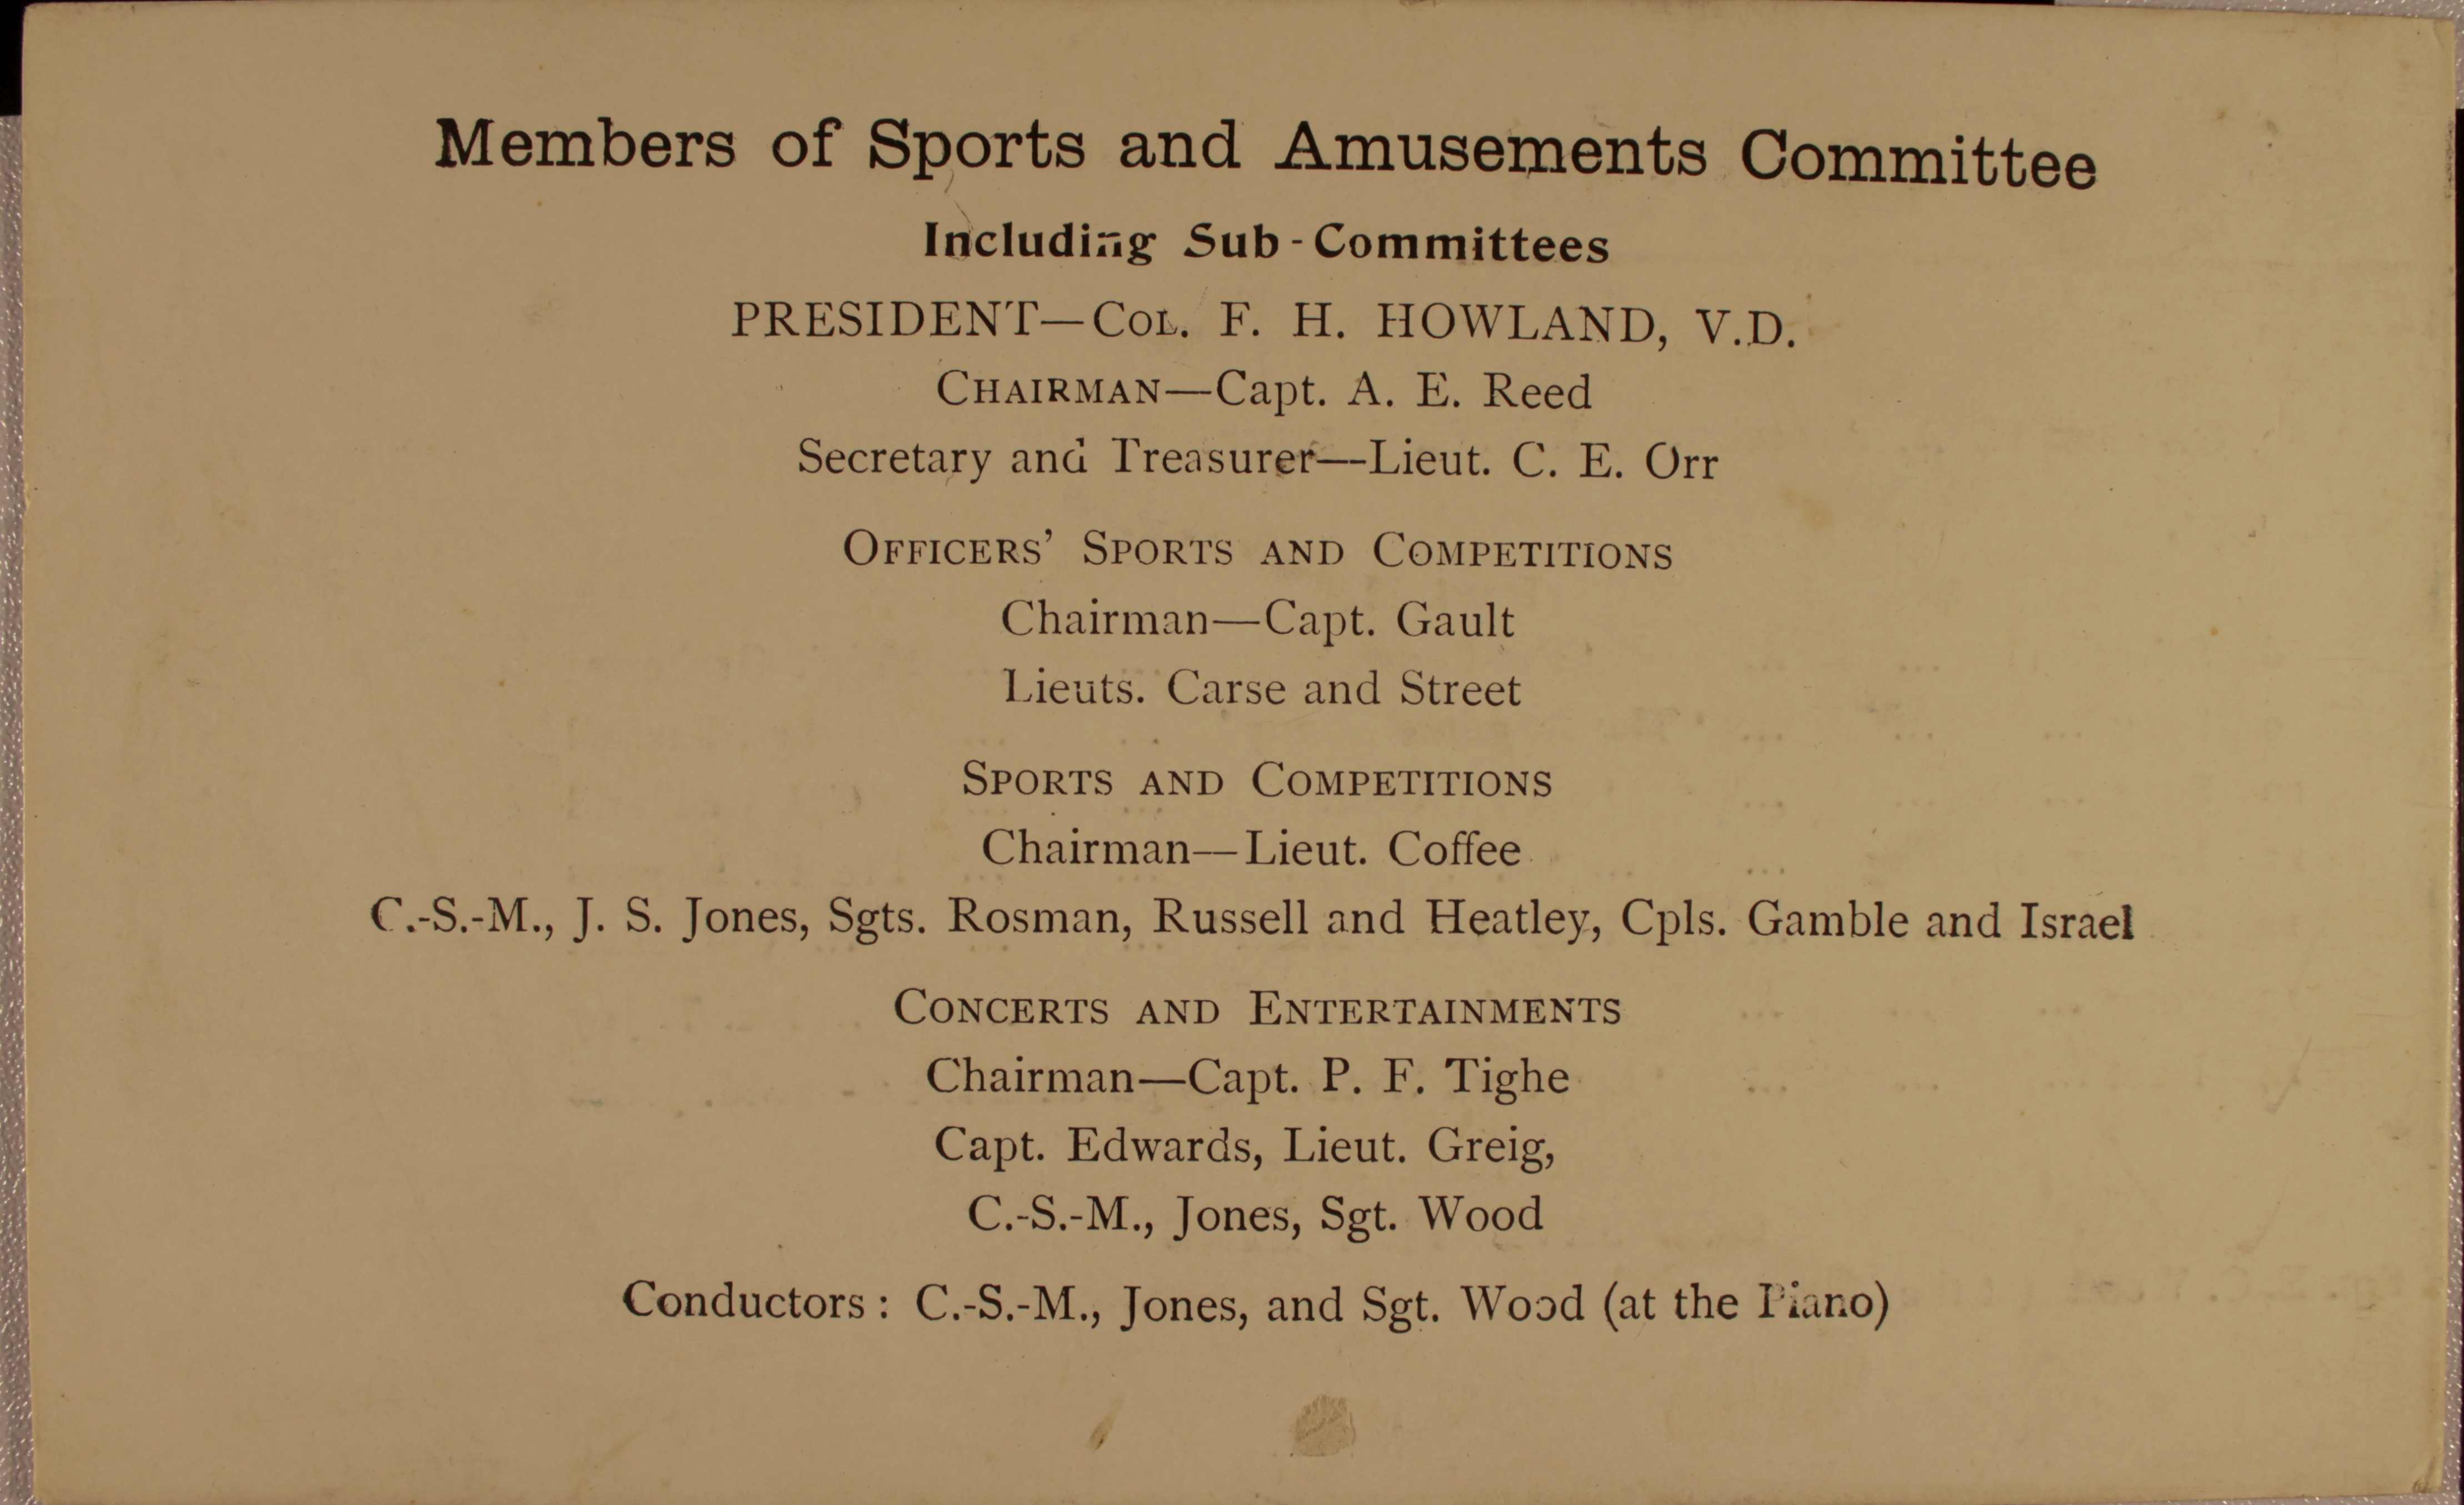 Members of Sports and Amusements Committee
Including Sub-Committees
PRESIDENT—COL. F. H. HOWLAND, V.D.
CHAIRMAN—Capt. A. E. Reed
Secretary and Treasurer—Lieut. C. E. Orr
OFFICERS' SPORTS AND COMPETITIONS
Chairman—Capt. Gault
Lieuts. Carse and Street
SPORTS AND COMPETITIONS
Chairman—Lieut. Coffee
C.-S.-M., J. S. Jones, Sgts. Rosman, Russell and Heatley, Cpls. Gamble and Israel
CONCERTS AND ENTERTAINMENTS
Chairman—Capt. P. F. Tighe
Capt. Edwards, Lieut. Greig,
C.-S.-M., Jones, Sgt. Wood
Conductors: C.-S.-M., Jones, and Sgt. Wood (at the Piano)